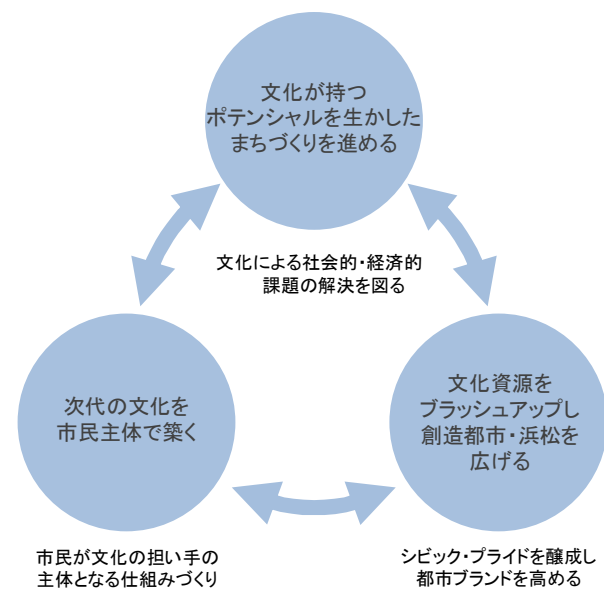 文化が持つ
ポテンシャルを生かした
まちづくりを進める
文化による社会的・経済的
課題の解決を図る
次代の文化を
市民主体で築く
市民が文化の担い手の
主体となる仕組みづくり
文化資源を
ブラッシュアップし
創造都市・浜松を
広げる
シビック・プライドを醸成し
都市ブランドを高める